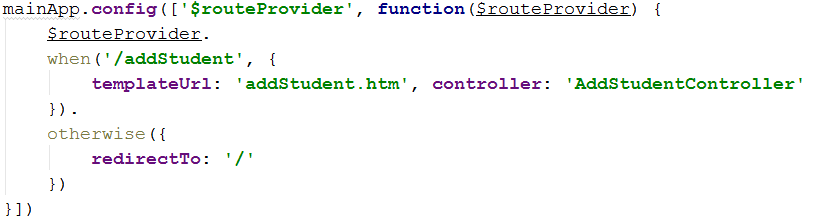 mainApp.config(['$routeProvider', function($routeProvider) {
    $routeProvider.
    when('/addStudent', {
        templateUrl: 'addStudent.htm', controller: 'AddStudentController'
    }).
    otherwise({
        redirectTo: '/'
    })
}])